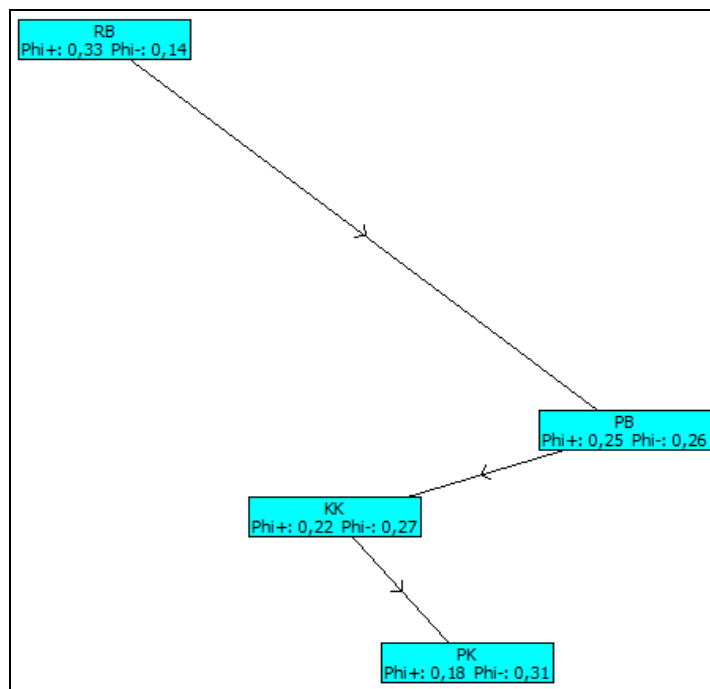 RB
Phi+: 0,33 Phi-: 0,14
PB
Phi+: 0,25 Phi-: 0,26
KK
Phi+: 0,22 Phi-: 0,27
PK
Phi+: 0,18 Phi-: 0,31